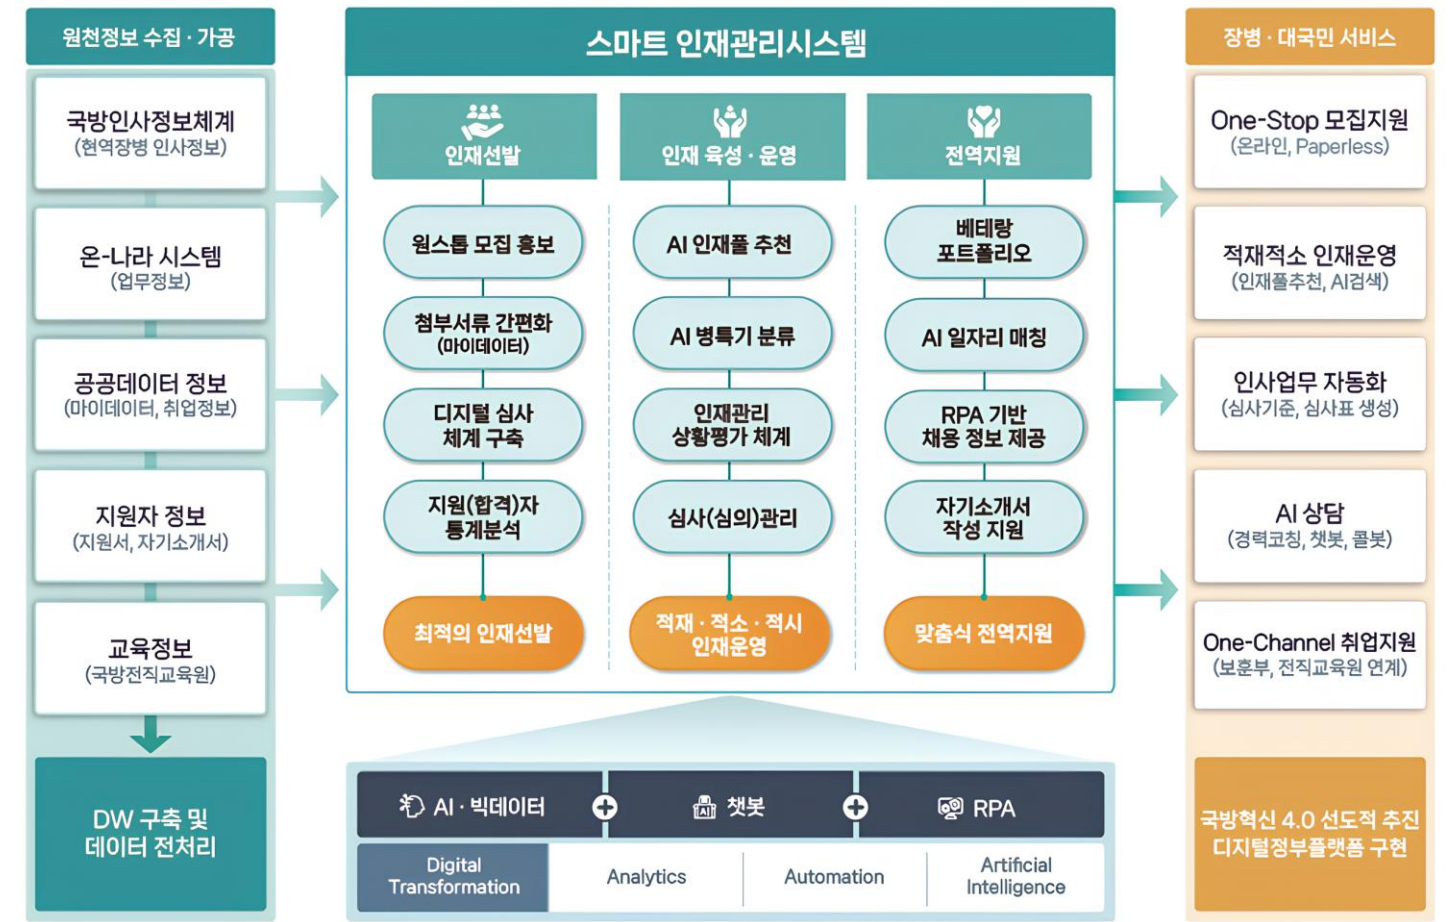 원천정보 수집 · 가공
국방인사정보체계
(현역장병 인사정보)
온-나라 시스템
(업무정보)
공공데이터 정보
(마이데이터, 취업정보)
지원자 정보
(지원서, 자기소개서)
교육정보
(국방전직교육원)
DW 구축 및
데이터 전처리
스마트 인재관리시스템
인재선발
원스톱 모집 홍보
첨부서류 간편화
(마이데이터)
디지털 심사
체계 구축
지원(합격)자
통계분석
최적의 인재선발
인재 육성 · 운영
AI 인재풀 추천
AI 병특기 분류
인재관리
상황평가 체계
심사(심의)관리
적재 · 적소 · 적시
인재운영
전역지원
베테랑
포트폴리오
AI 일자리 매칭
RPA 기반
채용 정보 제공
자기소개서
작성 지원
맞춤식 전역지원
AI · 빅데이터
AI
챗봇
RPA
Digital
Transformation
Analytics
Automation
Artificial
Intelligence
장병 · 대국민 서비스
One-Stop 모집지원
(온라인, Paperless)
적재적소 인재운영
(인재풀추천, AI검색)
인사업무 자동화
(심사기준, 심사표 생성)
AI 상담
(경력코칭, 챗봇, 콜봇)
One-Channel 취업지원
(보훈부, 전직교육원 연계)
국방혁신 4.0 선도적 추진
디지털정부플랫폼 구현